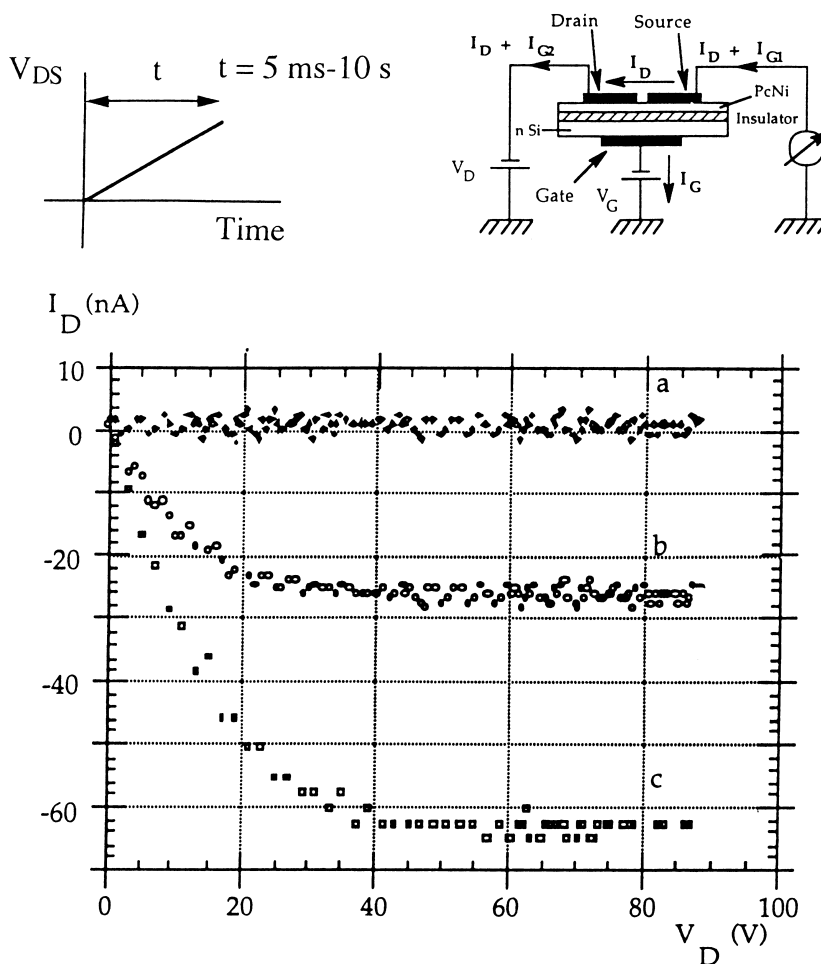 V_DS
t
t = 5 ms-10 s
Time
Drain
Source
I_D + I_G2
I_D
I_D + I_G1
PcNi
Insulator
n Si
V_D
Gate
V_G
I_G
I_D (nA)
10
0
-20
-40
-60
a
b
c
0
20
40
60
80
100
V_D (V)